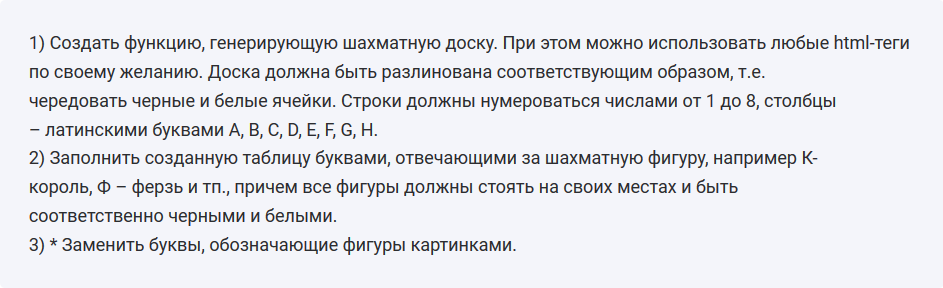 1) Создать функцию, генерирующую шахматную доску. При этом можно использовать любые html-теги
по своему желанию. Доска должна быть разлинована соответствующим образом, т.е.
чередовать черные и белые ячейки. Строки должны нумероваться числами от 1 до 8, столбцы
– латинскими буквами A, B, C, D, E, F, G, H.
2) Заполнить созданную таблицу буквами, отвечающими за шахматную фигуру, например К-
король, Ф – ферзь и тп., причем все фигуры должны стоять на своих местах и быть
соответственно черными и белыми.
3) * Заменить буквы, обозначающие фигуры картинками.